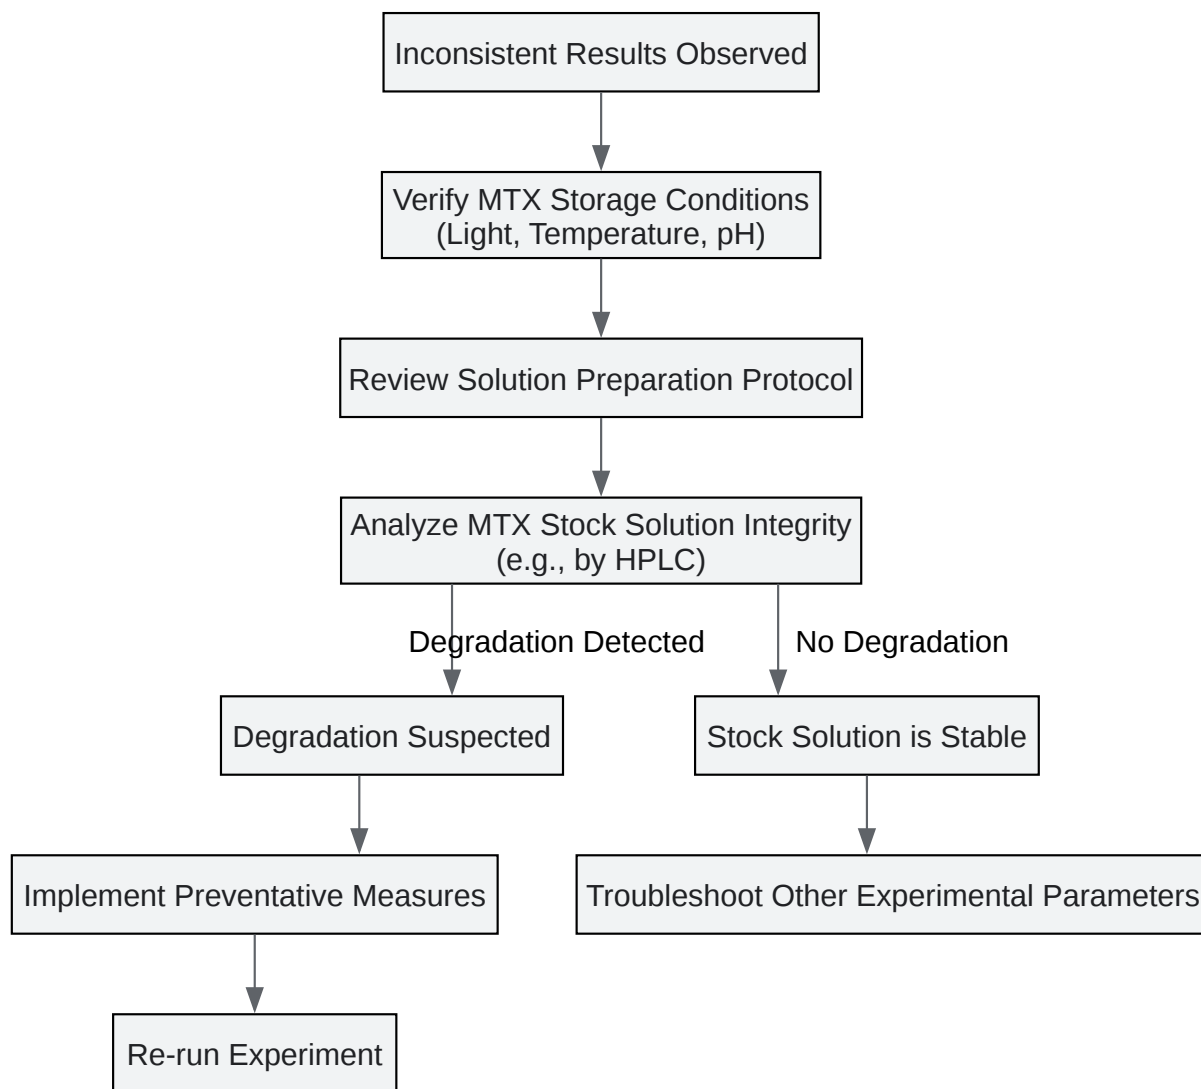 Inconsistent Results Observed
Verify MTX Storage Conditions
(Light, Temperature, pH)
Review Solution Preparation Protocol
Analyze MTX Stock Solution Integrity
(e.g., by HPLC)
Degradation Detected
No Degradation
Degradation Suspected
Stock Solution is Stable
Implement Preventative Measures
Troubleshoot Other Experimental Parameters
Re-run Experiment